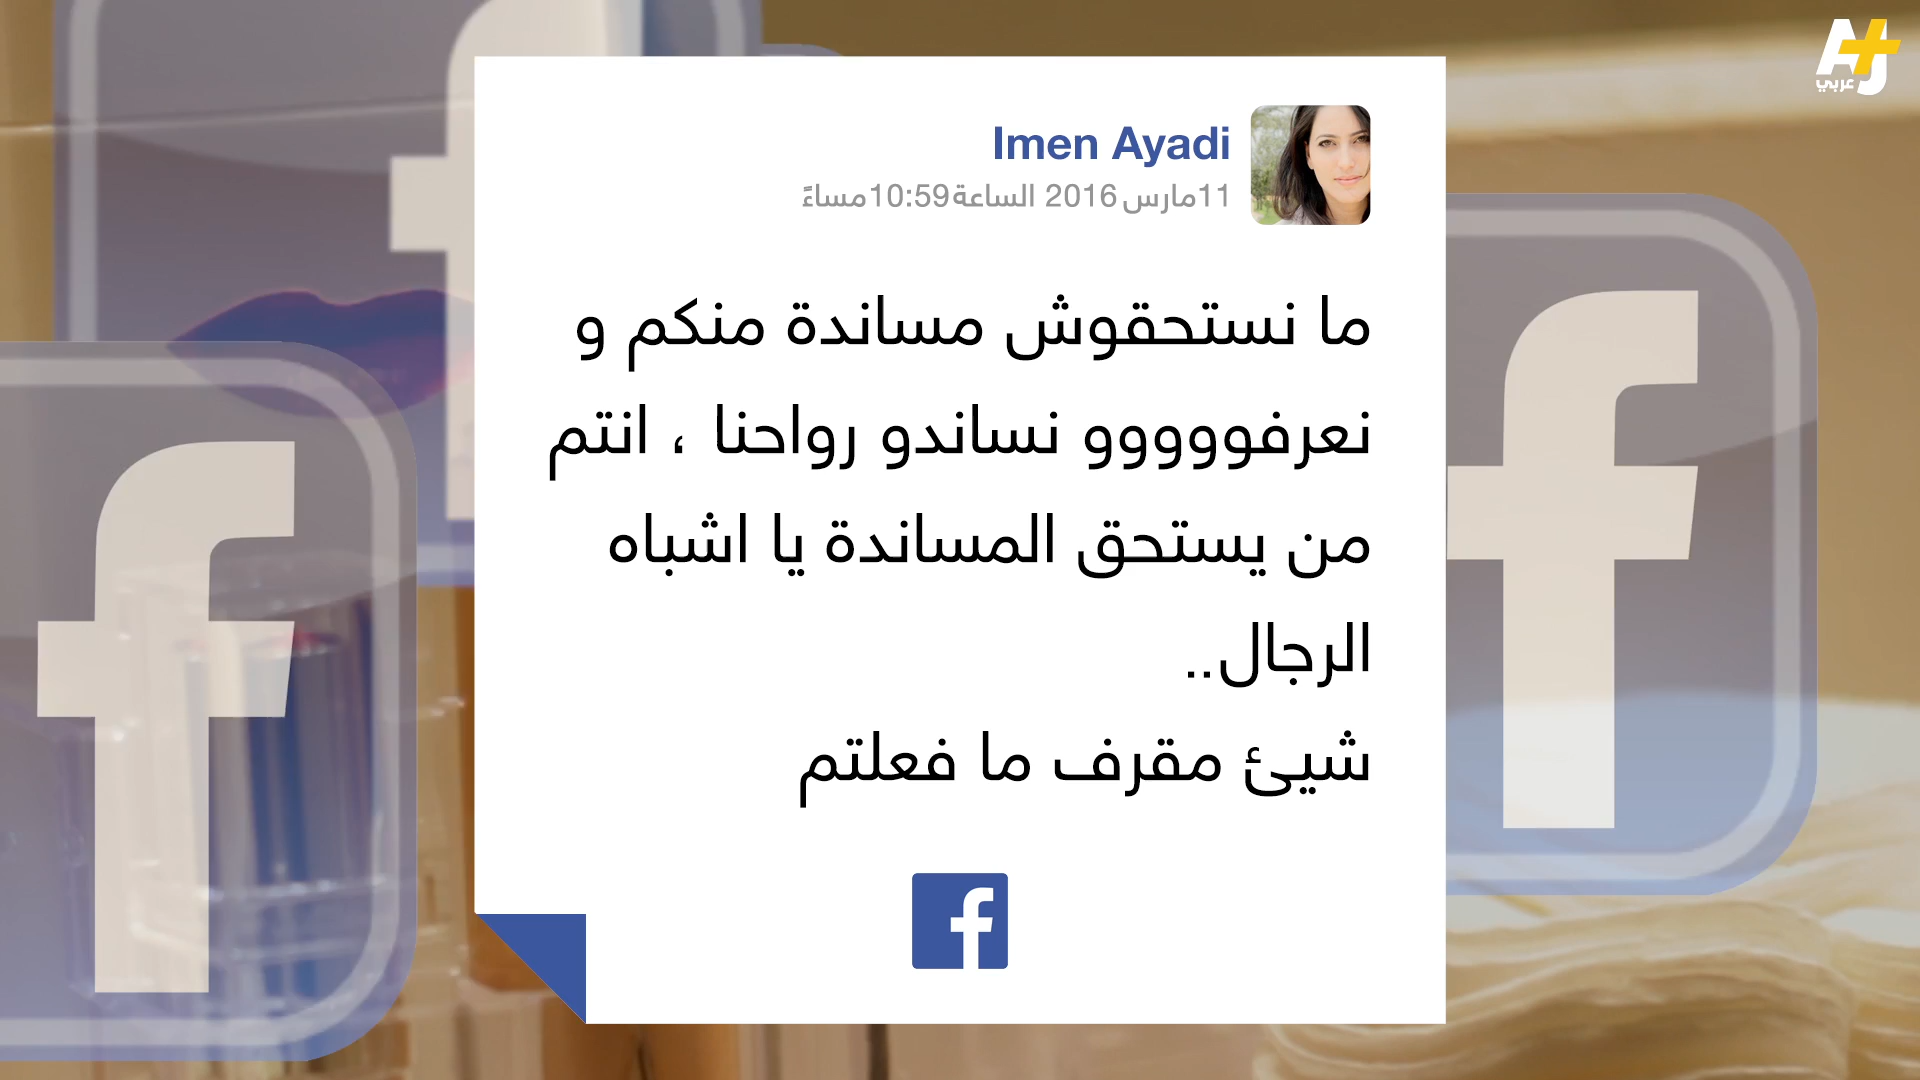 AJ+
عربي
Imen Ayadi
11مارس 2016 الساعة10:59مساءً
ما نستحقوش مساندة منكم و
نعرفووووو نساندو رواحنا ، انتم
من يستحق المساندة يا اشباه
الرجال..
شيئ مقرف ما فعلتم